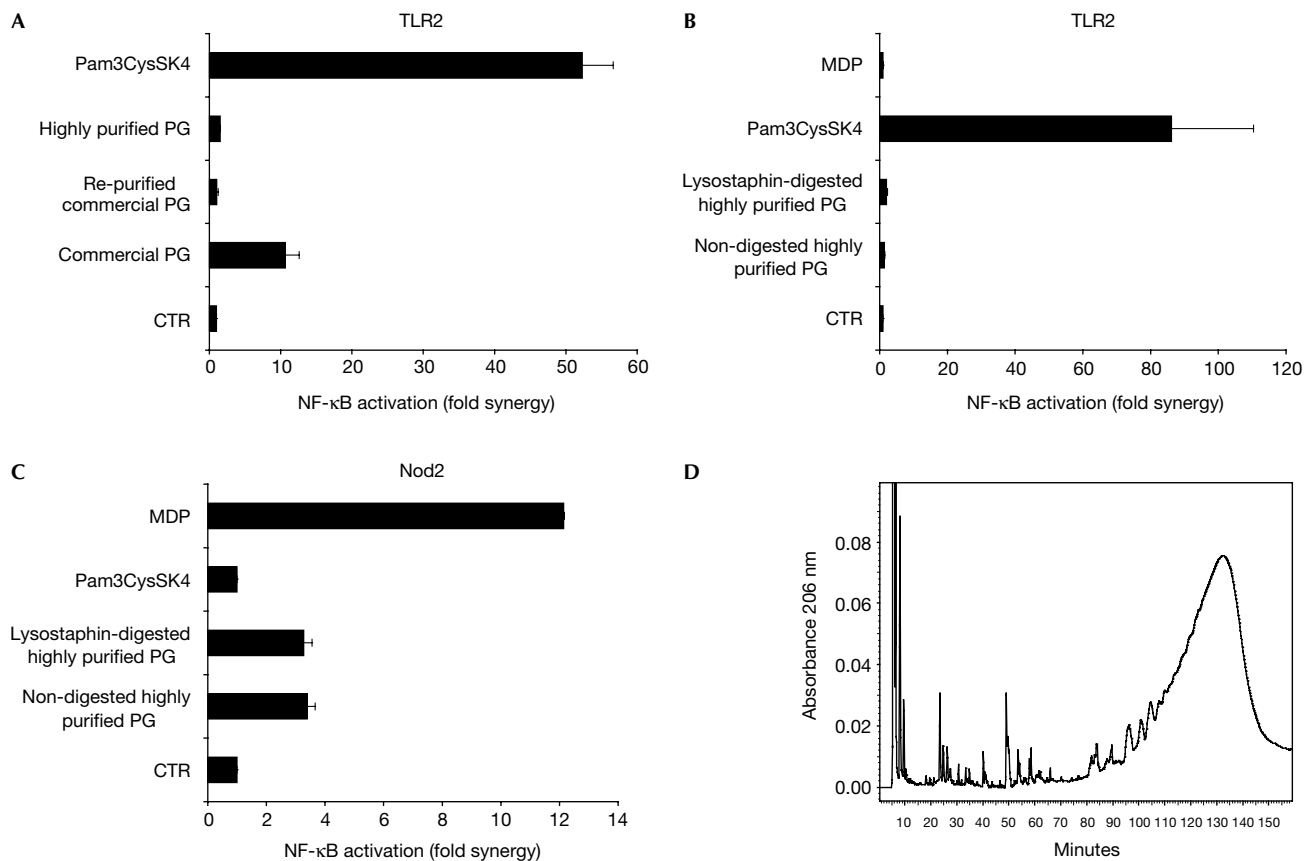 A
TLR2
Pam3CysSK4
Highly purified PG
Re-purified
commercial PG
Commercial PG
CTR
0 10 20 30 40 50 60
NF-κB activation (fold synergy)
B
TLR2
MDP
Pam3CysSK4
Lysostaphin-digested
highly purified PG
Non-digested highly
purified PG
CTR
0 20 40 60 80 100 120
NF-κB activation (fold synergy)
C
Nod2
MDP
Pam3CysSK4
Lysostaphin-digested
highly purified PG
Non-digested highly
purified PG
CTR
0 2 4 6 8 10 12 14
NF-κB activation (fold synergy)
D
Absorbance 206 nm
0.08
0.06
0.04
0.02
0.00
10 20 30 40 50 60 70 80 90 100 110 120 130 140 150
Minutes